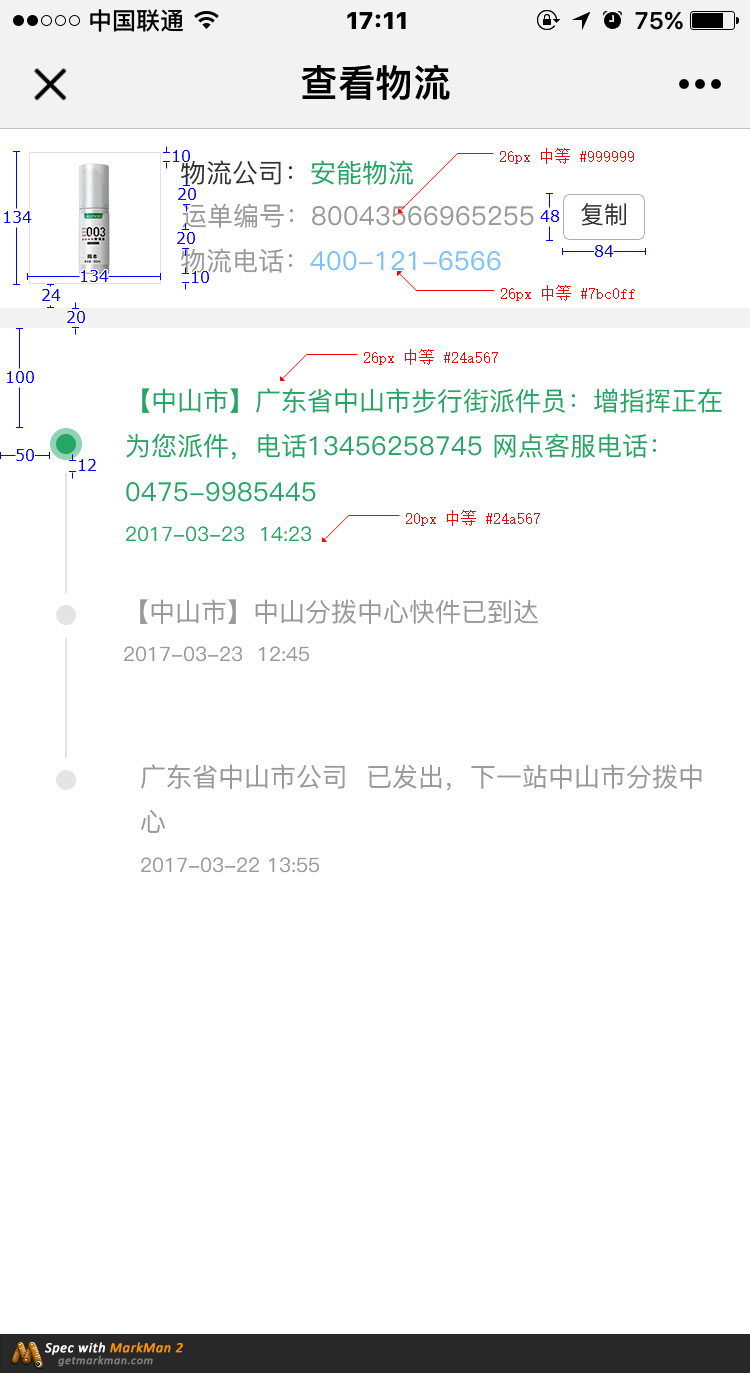 中国联通 17:11 75%
查看物流
物流公司：安能物流
运单编号：80043566965255 复制
物流电话：400-121-6566
003
134
134
10
20
20
10
24
20
48
84
26px 中等 #999999
26px 中等 #7bc0ff
100
50
12
26px 中等 #24a567
【中山市】广东省中山市步行街派件员：增指挥正在
为您派件，电话13456258745 网点客服电话：
0475-9985445
2017-03-23 14:23
20px 中等 #24a567
【中山市】中山分拨中心快件已到达
2017-03-23 12:45
广东省中山市公司 已发出，下一站中山市分拨中
心
2017-03-22 13:55
Spec with MarkMan 2
getmarkman.com